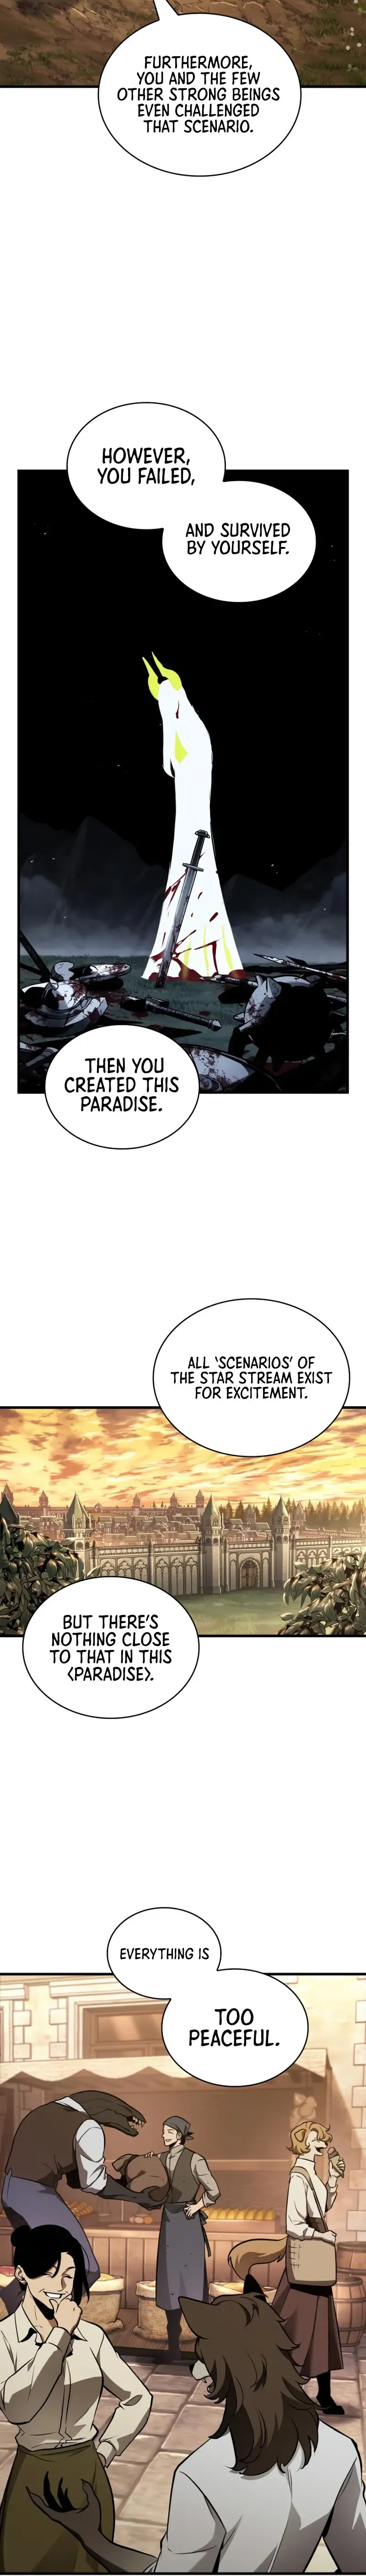 FURTHERMORE,
YOU AND THE FEW
OTHER STRONG BEINGS
EVEN CHALLENGED
THAT SCENARIO.
HOWEVER,
YOU FAILED,
AND SURVIVED
BY YOURSELF.
THEN YOU
CREATED THIS
PARADISE.
ALL 'SCENARIOS' OF
THE STAR STREAM EXIST
FOR EXCITEMENT.
BUT THERE'S
NOTHING CLOSE
TO THAT IN THIS
<PARADISE>.
EVERYTHING IS
TOO
PEACEFUL.